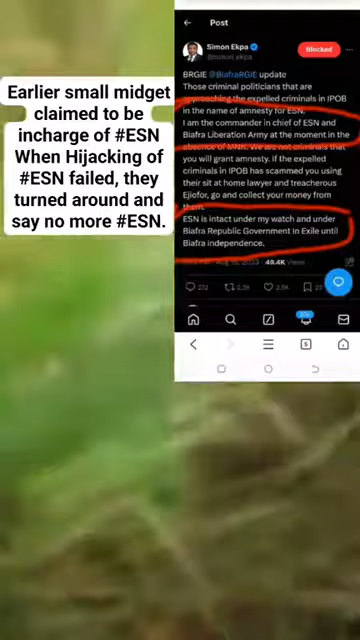 Earlier small midget
claimed to be
incharge of #ESN
When Hijacking of
#ESN failed, they
turned around and
say no more #ESN.
Post
Simon Ekpa
Blocked
BRGIE @BiafraRGIE update
Those criminal politicians that are
approaching the expelled criminals in IPOB
in the name of amnesty for ESN.
I am the commander in chief of ESN and
Biafra Liberation Army at the moment in the
absence of MNK. We are not criminals that
you will grant amnesty. If the expelled
criminals in IPOB has scammed you using
their sit at home lawyer and treacherous
Ejiofor, go and collect your money from
them.
ESN is intact under my watch and under
Biafra Republic Government In Exile until
Biafra independence.
49.4K Views
272
2.5K